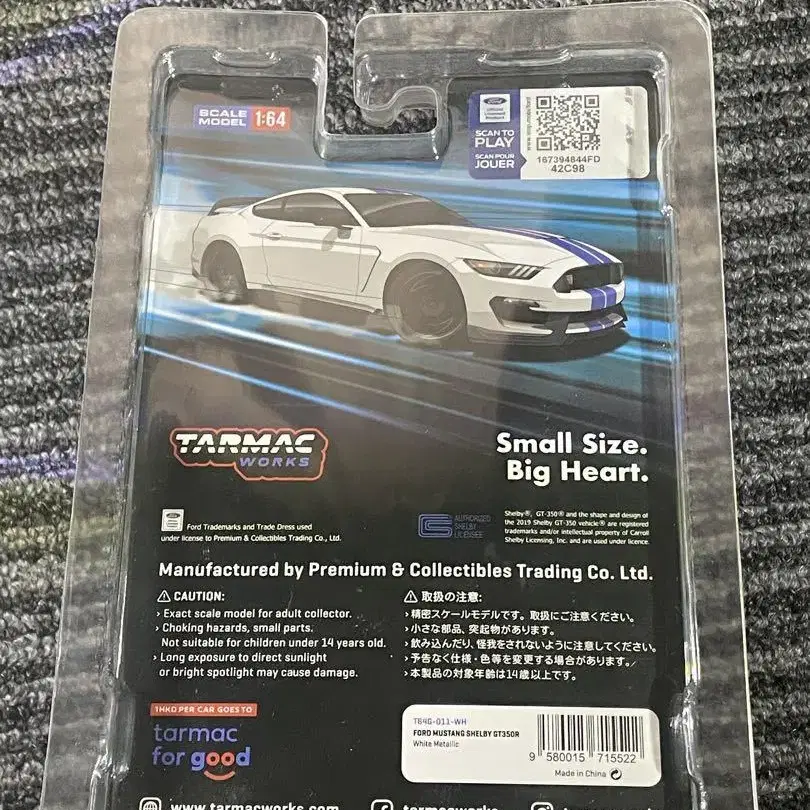 SCALE
MODEL 1:64
SCAN TO
PLAY
SCAN POUR
JOUER
167394844FD
42C98
TARMAC
WORKS
Small Size.
Big Heart.
Ford Trademarks and Trade Dress used
under license to Premium & Collectibles Trading Co., Ltd.
AUTHORIZED
SHELBY
LICENSEE
Shelby®, GT-350® and the shape and design of
the 2019 Shelby GT-350 vehicle® are registered
trademarks and/or intellectual property of Carroll
Shelby Licensing, Inc. and are used under licence.
Manufactured by Premium & Collectibles Trading Co. Ltd.
⚠ CAUTION:
› Exact scale model for adult collector.
› Choking hazards, small parts.
Not suitable for children under 14 years old.
› Long exposure to direct sunlight
or bright spotlight may cause damage.
⚠ 取扱の注意:
› 精密スケールモデルです。取扱にご注意ください。
› 小さな部品、突起物があります。
› 飲み込んだり、怪我をされないように注意してください。
› 予告なく仕様・色等を変更する場合があります。
› 本製品の対象年齢は14歳以上です。
1HKD PER CAR GOES TO
tarmac
for good
T64G-011-WH
FORD MUSTANG SHELBY GT350R
White Metallic
9 580015 715522
Made in China
www.tarmacworks.com
tarmacworks